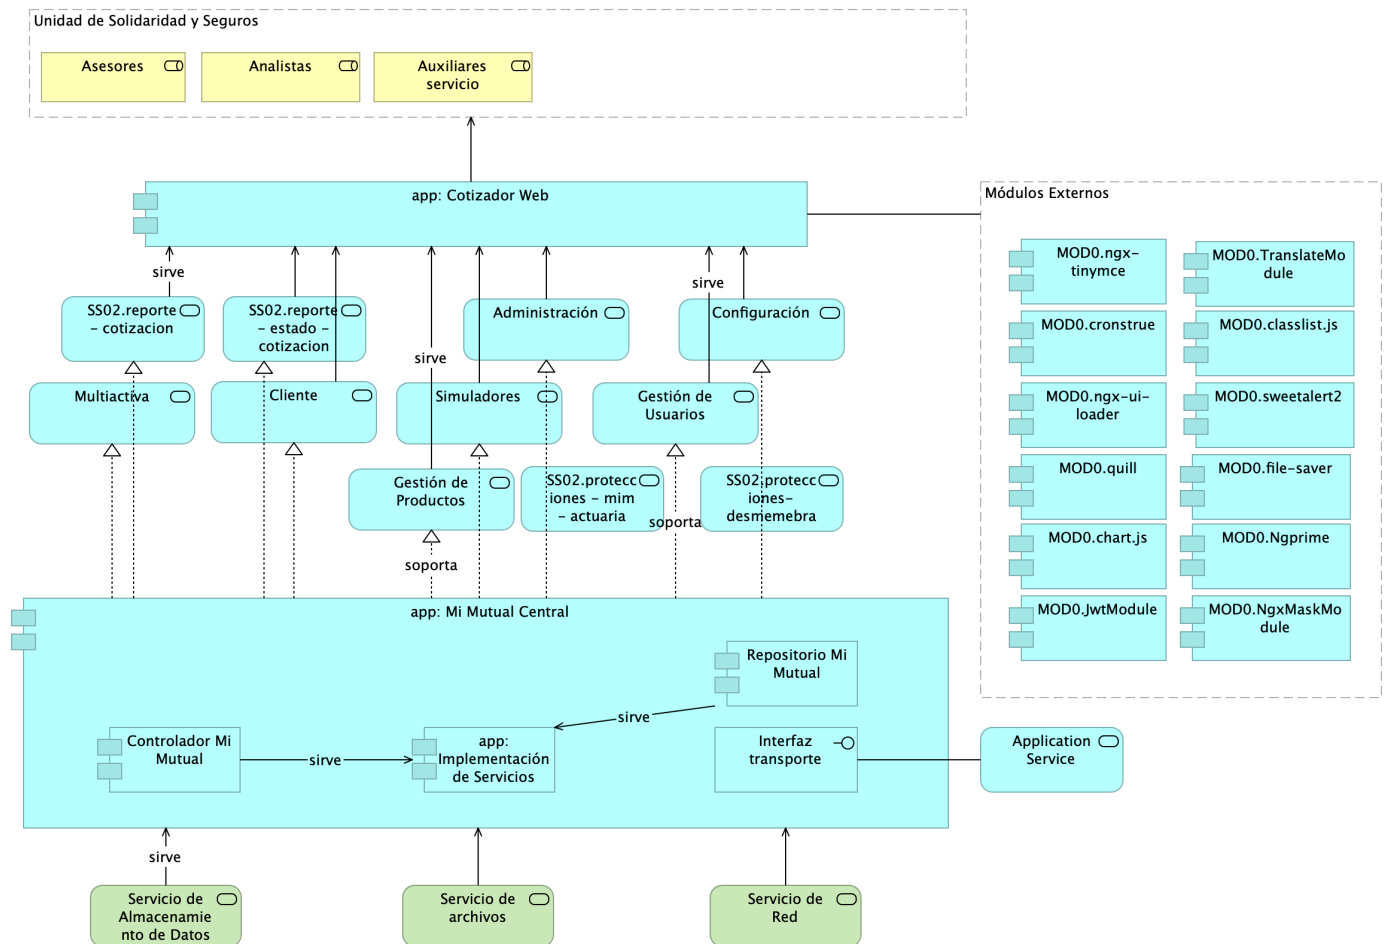 Unidad de Solidaridad y Seguros
Asesores
Analistas
Auxiliares
servicio
app: Cotizador Web
Módulos Externos
MOD0.ngx-
tinymce
MOD0.TranslateMo
dule
sirve
sirve
SS02.reporte
- cotizacion
SS02.reporte
- estado -
cotizacion
Administración
Configuración
MOD0.cronstrue
MOD0.classlist.js
sirve
Multiactiva
Cliente
Simuladores
Gestión de
Usuarios
MOD0.ngx-ui-
loader
MOD0.sweetalert2
Gestión de
Productos
SS02.protecc
iones - mim
- actuaria
SS02.protecc
iones-
desmemebra
MOD0.quill
MOD0.file-saver
soporta
soporta
MOD0.chart.js
MOD0.Ngprime
app: Mi Mutual Central
MOD0.JwtModule
MOD0.NgxMaskMo
dule
Repositorio Mi
Mutual
sirve
Controlador Mi
Mutual
sirve
app:
Implementación
de Servicios
Interfaz
transporte
Application
Service
sirve
Servicio de
Almacenamie
nto de Datos
Servicio de
archivos
Servicio de
Red